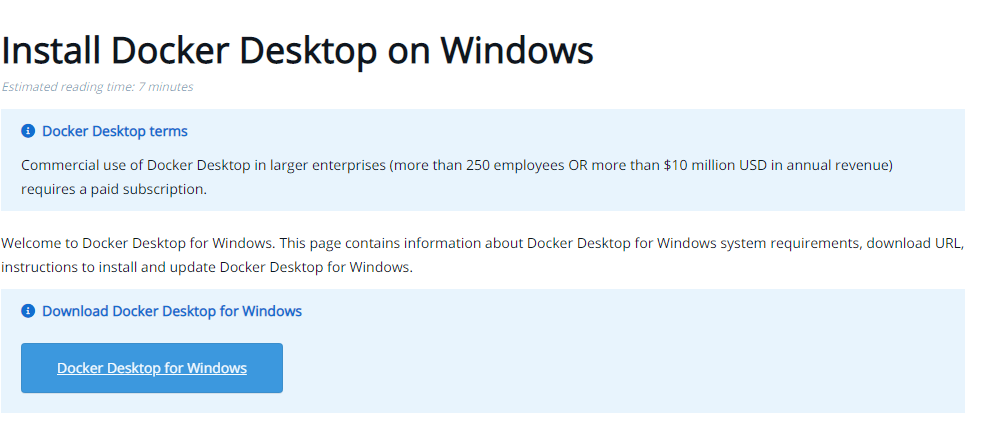 Install Docker Desktop on Windows
Estimated reading time: 7 minutes
Docker Desktop terms
Commercial use of Docker Desktop in larger enterprises (more than 250 employees OR more than $10 million USD in annual revenue)
requires a paid subscription.
Welcome to Docker Desktop for Windows. This page contains information about Docker Desktop for Windows system requirements, download URL,
instructions to install and update Docker Desktop for Windows.
Download Docker Desktop for Windows
Docker Desktop for Windows